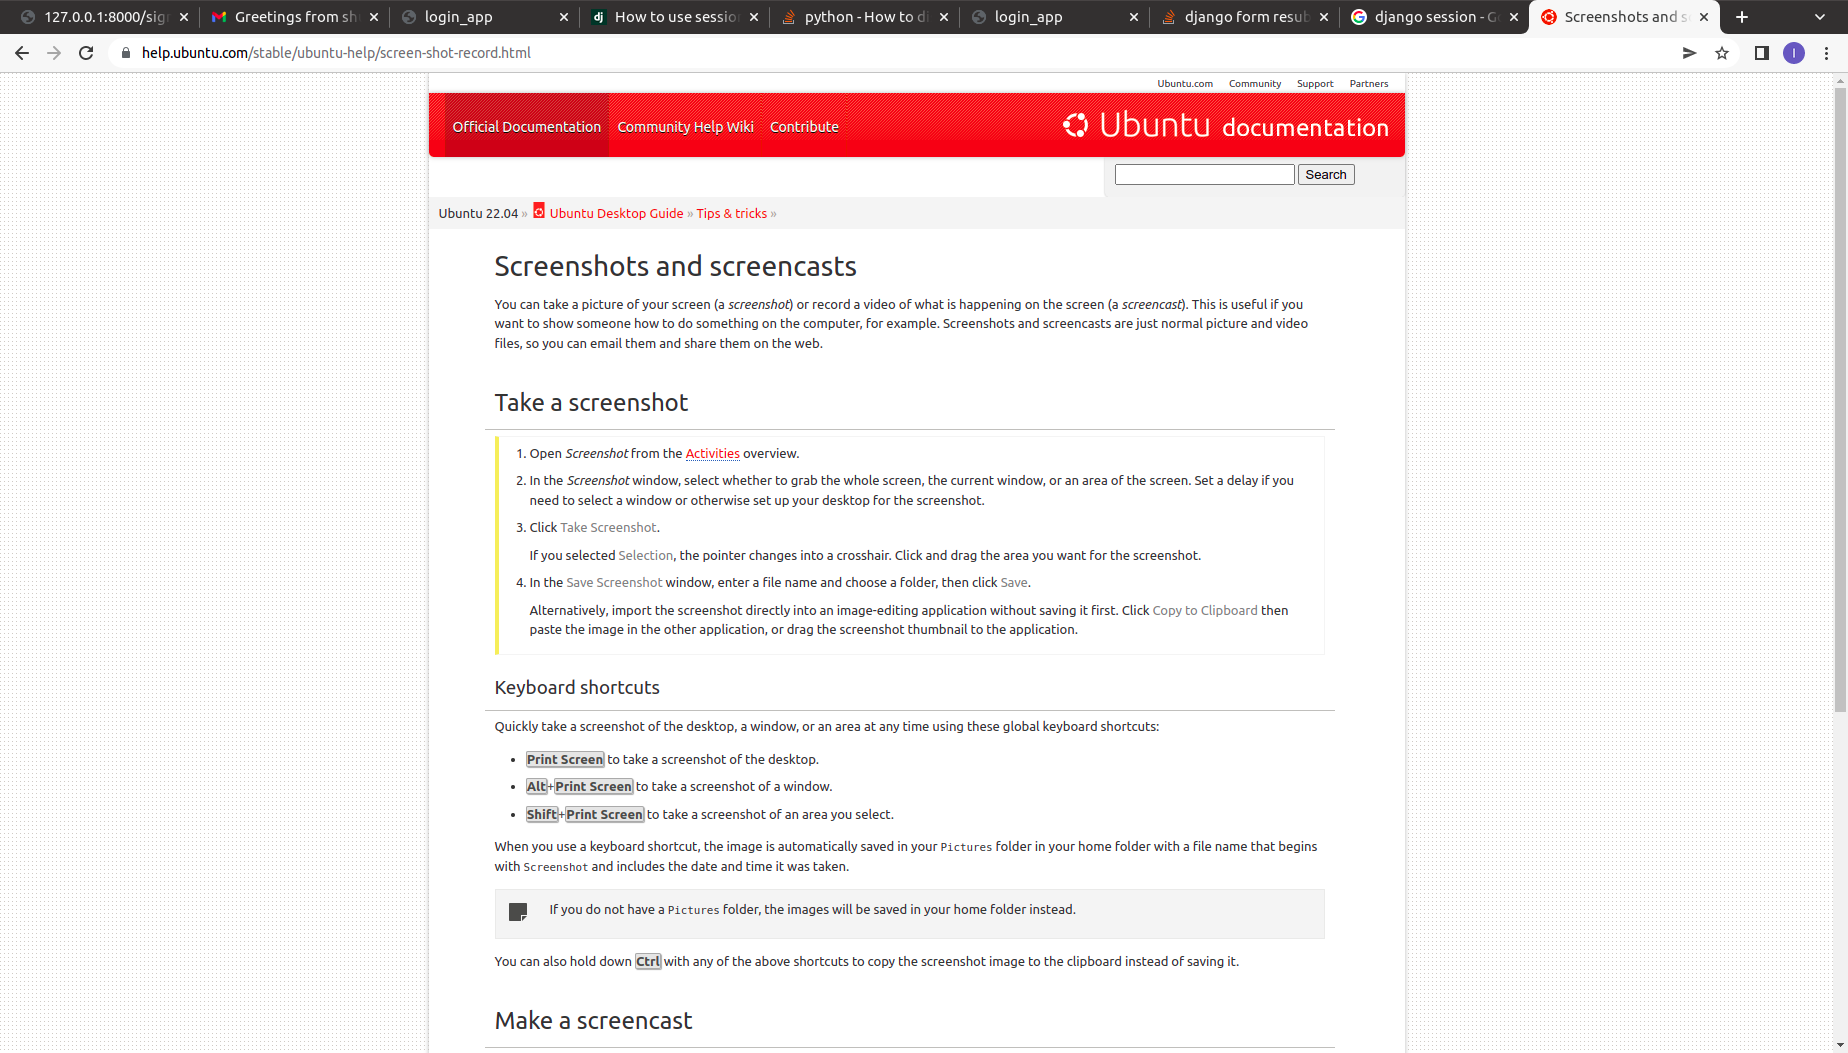 127.0.0.1:8000/sig
Greetings from sh
login_app
How to use sessio
python - How to di
login_app
django form resub
django session - G
Screenshots and s
help.ubuntu.com/stable/ubuntu-help/screen-shot-record.html
I
Ubuntu.com Community Support Partners
Official Documentation Community Help Wiki Contribute
Ubuntu documentation
Search
Ubuntu 22.04 » Ubuntu Desktop Guide » Tips & tricks »
Screenshots and screencasts
You can take a picture of your screen (a screenshot) or record a video of what is happening on the screen (a screencast). This is useful if you
want to show someone how to do something on the computer, for example. Screenshots and screencasts are just normal picture and video
files, so you can email them and share them on the web.
Take a screenshot
1. Open Screenshot from the Activities overview.
2. In the Screenshot window, select whether to grab the whole screen, the current window, or an area of the screen. Set a delay if you
need to select a window or otherwise set up your desktop for the screenshot.
3. Click Take Screenshot.
If you selected Selection, the pointer changes into a crosshair. Click and drag the area you want for the screenshot.
4. In the Save Screenshot window, enter a file name and choose a folder, then click Save.
Alternatively, import the screenshot directly into an image-editing application without saving it first. Click Copy to Clipboard then
paste the image in the other application, or drag the screenshot thumbnail to the application.
Keyboard shortcuts
Quickly take a screenshot of the desktop, a window, or an area at any time using these global keyboard shortcuts:
• Print Screen to take a screenshot of the desktop.
• Alt+Print Screen to take a screenshot of a window.
• Shift+Print Screen to take a screenshot of an area you select.
When you use a keyboard shortcut, the image is automatically saved in your Pictures folder in your home folder with a file name that begins
with Screenshot and includes the date and time it was taken.
If you do not have a Pictures folder, the images will be saved in your home folder instead.
You can also hold down Ctrl with any of the above shortcuts to copy the screenshot image to the clipboard instead of saving it.
Make a screencast